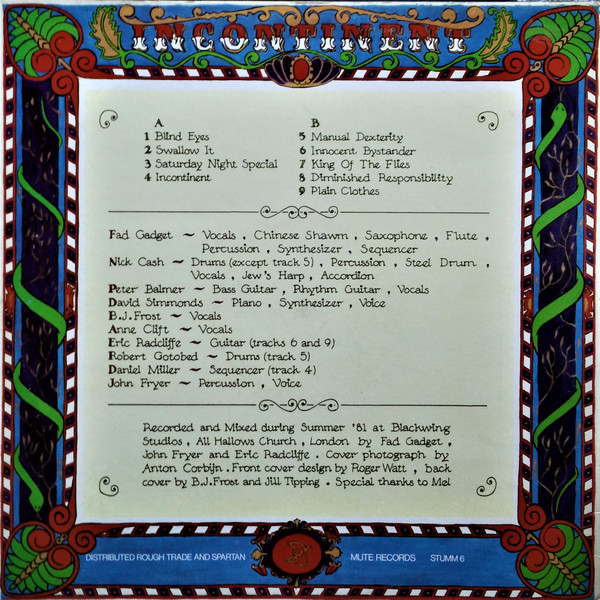 INCONTINENT
A
1 Blind Eyes
2 Swallow It
3 Saturday Night Special
4 Incontinent
B
5 Manual Dexterity
6 Innocent Bystander
7 King Of The Flies
8 Diminished Responsibility
9 Plain Clothes
Fad Gadget ~ Vocals , Chinese Shawm , Saxophone , Flute ,
Percussion , Synthesizer , Sequencer
Nick Cash ~ Drums (except track 5) , Percussion , Steel Drum ,
Vocals , Jew's Harp , Accordion
Peter Balmer ~ Bass Guitar , Rhythm Guitar , Vocals
David Simmonds ~ Piano , Synthesizer , Voice
B.J.Frost ~ Vocals
Anne Clift ~ Vocals
Eric Radcliffe ~ Guitar (tracks 6 and 9)
Robert Gotobed ~ Drums (track 5)
Daniel Miller ~ Sequencer (track 4)
John Fryer ~ Percussion , Voice
Recorded and Mixed during Summer '81 at Blackwing
Studios , All Hallows Church , London by Fad Gadget ,
John Fryer and Eric Radcliffe . Cover photograph by
Anton Corbijn . Front cover design by Roger Watt , back
cover by B.J.Frost and Jill Tipping . Special thanks to Mel
DISTRIBUTED ROUGH TRADE AND SPARTAN
MUTE RECORDS STUMM 6